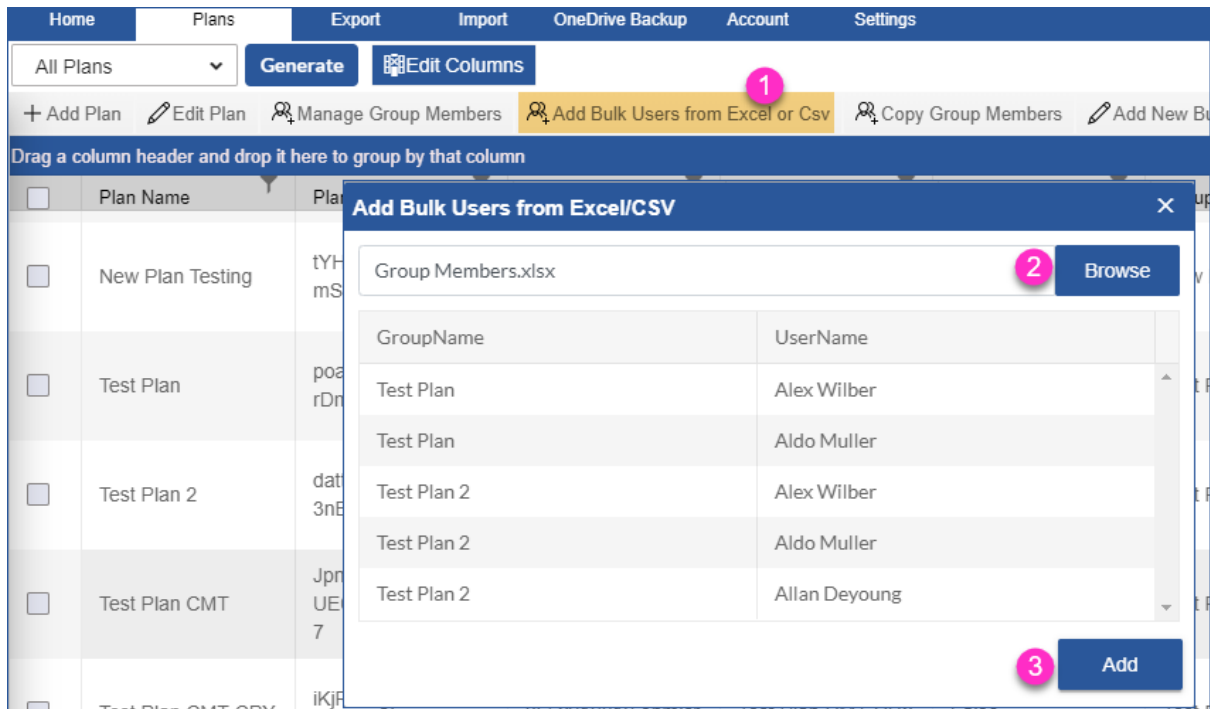 Home Plans Export Import OneDrive Backup Account Settings
All Plans Generate Edit Columns
1
+ Add Plan Edit Plan Manage Group Members Add Bulk Users from Excel or Csv Copy Group Members Add New
Drag a column header and drop it here to group by that column
Plan Name
Add Bulk Users from Excel/CSV ×
Group Members.xlsx 2 Browse
New Plan Testing
GroupName UserName
Test Plan
Test Plan Alex Wilber
Test Plan Aldo Muller
Test Plan 2
Test Plan 2 Alex Wilber
Test Plan 2 Aldo Muller
Test Plan CMT
7
Test Plan 2 Allan Deyoung
3 Add